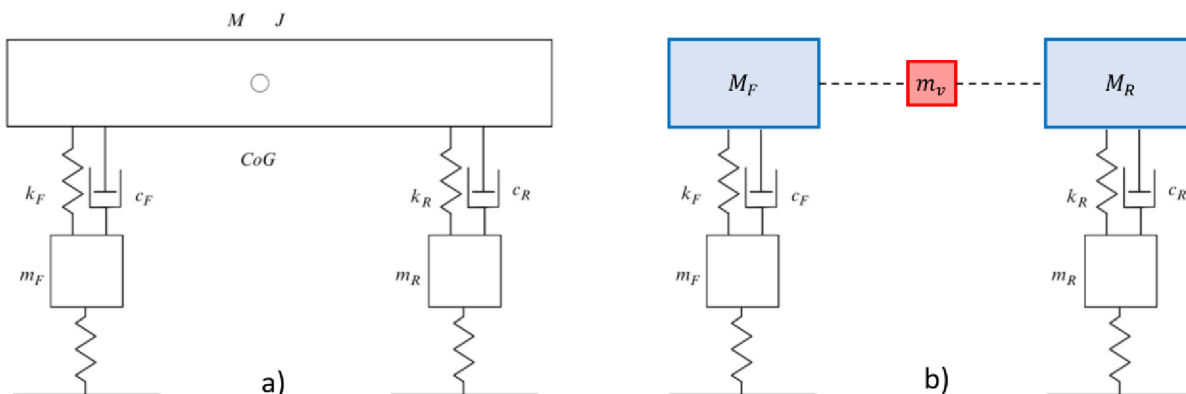 M J
CoG
k_F c_F
k_R c_R
m_F
m_R
a)
M_F m_v M_R
k_F c_F
k_R c_R
m_F
m_R
b)